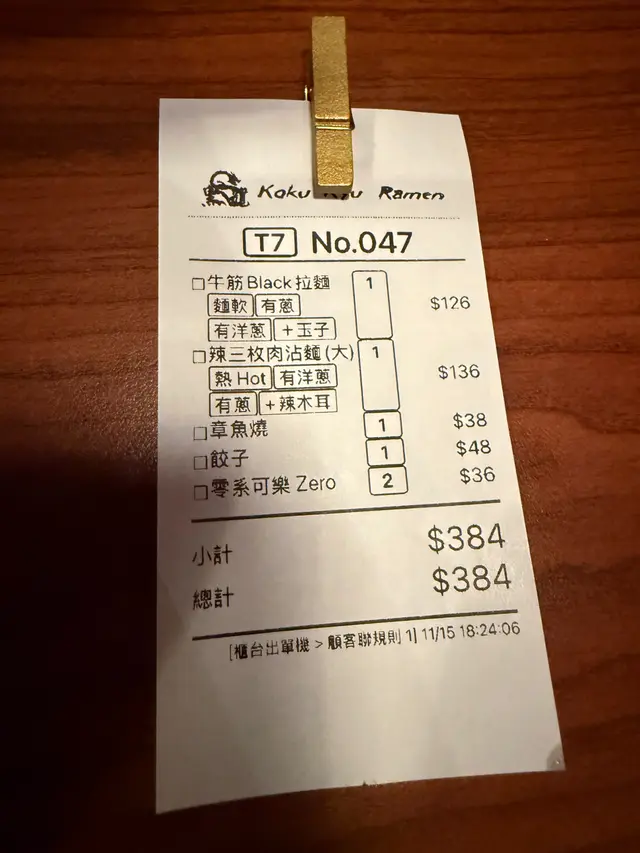 Koku Ryu Ramen
T7 No.047
牛筋Black拉麵 1 $126
麵軟 有蔥
有洋蔥 +玉子
辣三枚肉沾麵(大) 1 $136
熱Hot 有洋蔥
有蔥 +辣木耳
章魚燒 1 $38
餃子 1 $48
零系可樂 Zero 2 $36
小計 $384
總計 $384
[櫃台出單機 > 顧客聯規則 1] 11/15 18:24:06